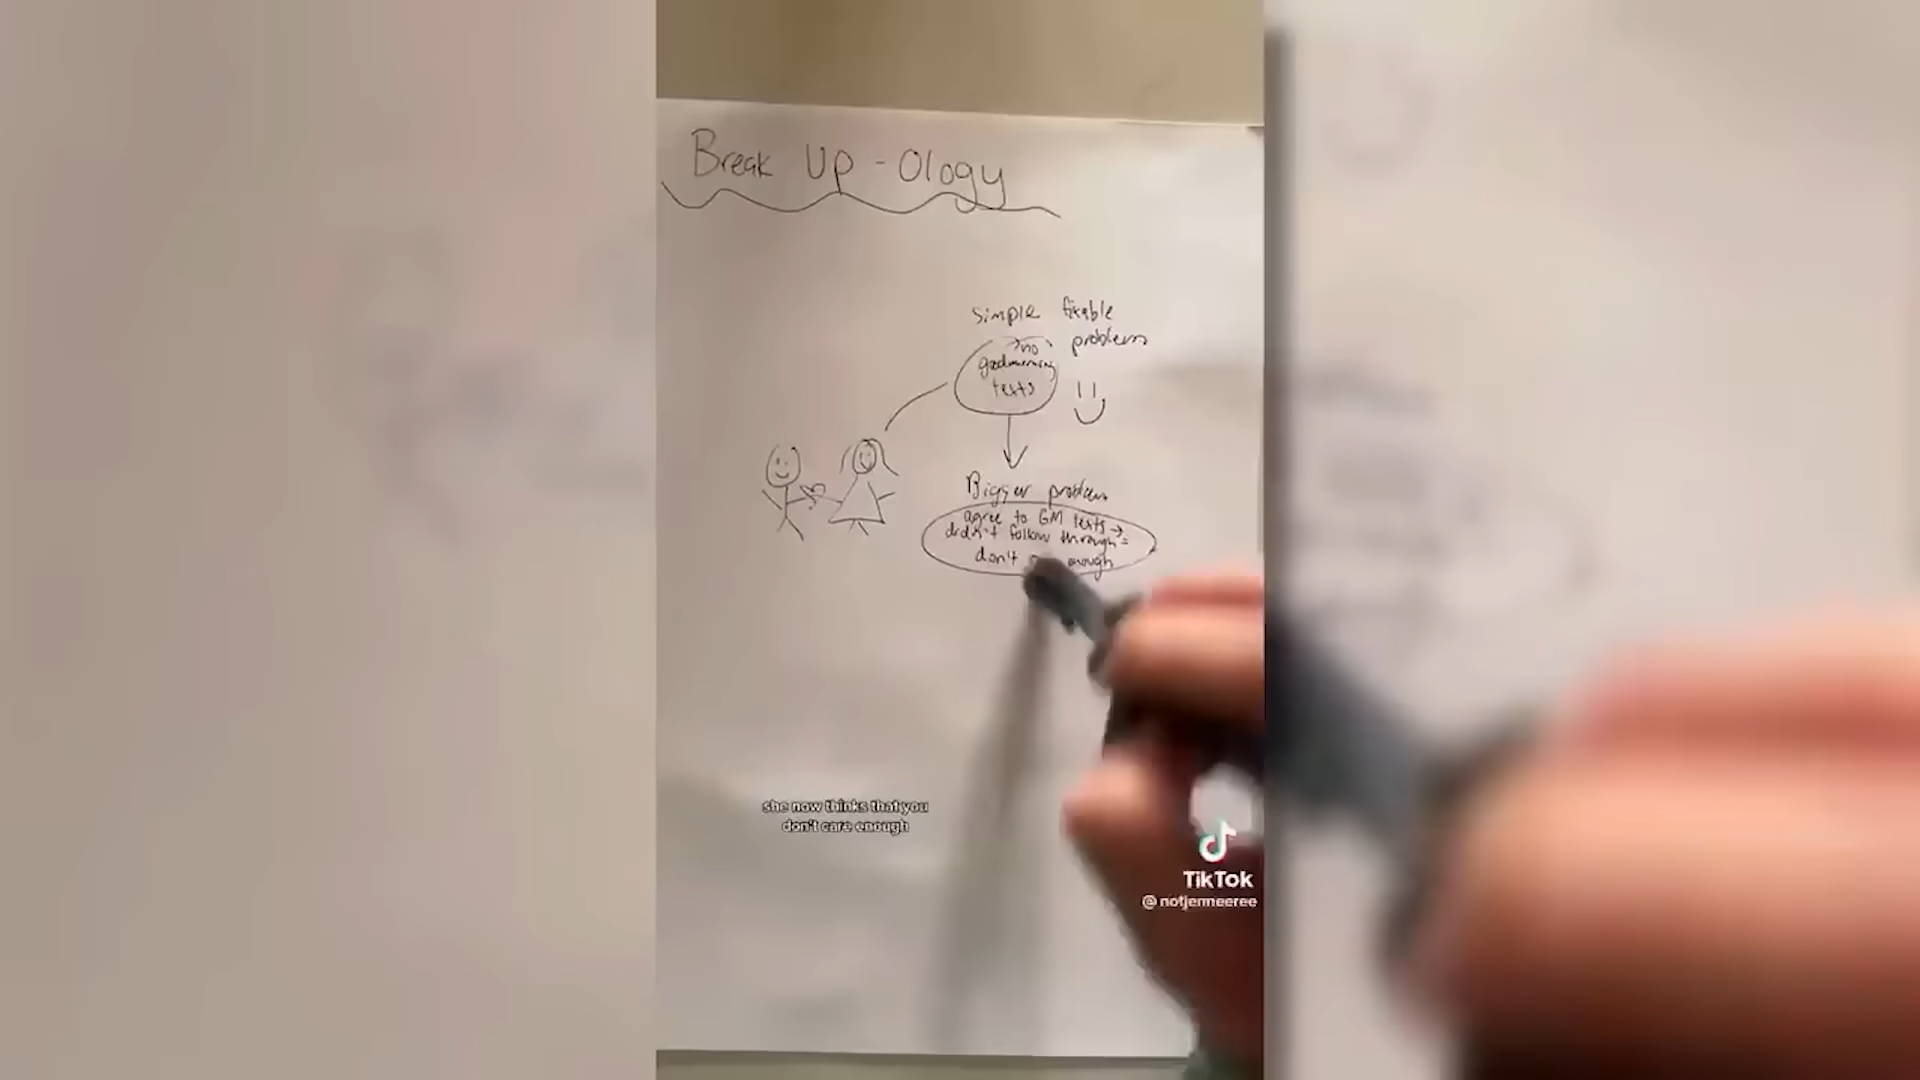 Break Up - Ology
simple fixable
problem
no
goodmorning
texts
Bigger problem
agree to GM texts →
didn't follow through =
don't enough
she now thinks that you
don't care enough
TikTok
@notjermeeree